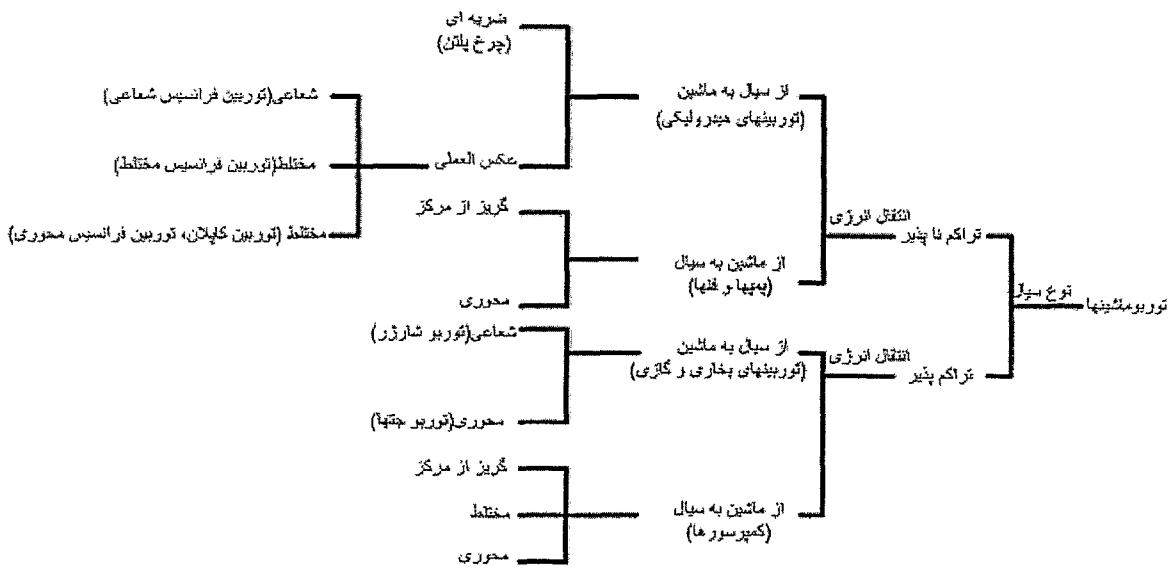 توربوماشینها
نوع سیال
تراکم نا پذیر
انتقال انرژی
از سیال به ماشین
(توربینهای هیدرولیکی)
ضربه ای
(چرخ پلتن)
عکس العملی
شعاعی(توربین فرانسیس شعاعی)
مختلط(توربین فرانسیس مختلط)
مختلط (توربین کاپلان، توربین فرانسیس محوری)
از ماشین به سیال
(پمپها و فنها)
گریز از مرکز
محوری
تراکم پذیر
انتقال انرژی
از سیال به ماشین
(توربینهای بخاری و گازی)
شعاعی(توربو شارژر)
محوری(توربو جتها)
از ماشین به سیال
(کمپرسورها)
گریز از مرکز
مختلط
محوری